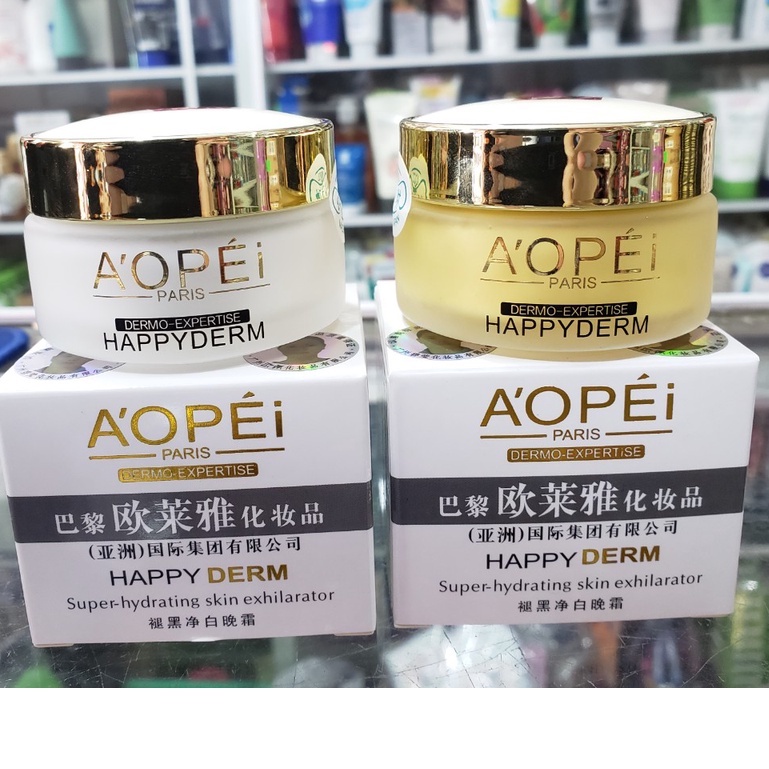 A'OPÉi
PARIS
DERMO-EXPERTISE
HAPPYDERM
A'OPÉi
PARIS
DERMO-EXPERTISE
HAPPYDERM
A'OPÉi
PARIS
DERMO-EXPERTISE
巴黎 欧莱雅 化妆品
(亚洲)国际集团有限公司
HAPPY DERM
Super-hydrating skin exhilarator
褪黑净白晚霜
A'OPÉi
PARIS
DERMO-EXPERTISE
巴黎 欧莱雅 化妆品
(亚洲)国际集团有限公司
HAPPY DERM
Super-hydrating skin exhilarator
褪黑净白晚霜